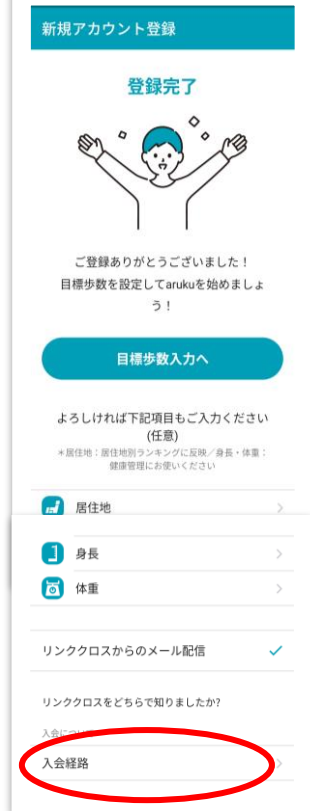 新規アカウント登録
登録完了
ご登録ありがとうございました！
目標歩数を設定してarukuを始めましょ
う！
目標歩数入力へ
よろしければ下記項目もご入力ください
(任意)
＊居住地：居住地別ランキングに反映／身長・体重：
健康管理にお使いください
居住地
身長
体重
リンククロスからのメール配信
リンククロスをどちらで知りましたか?
入会に
入会経路